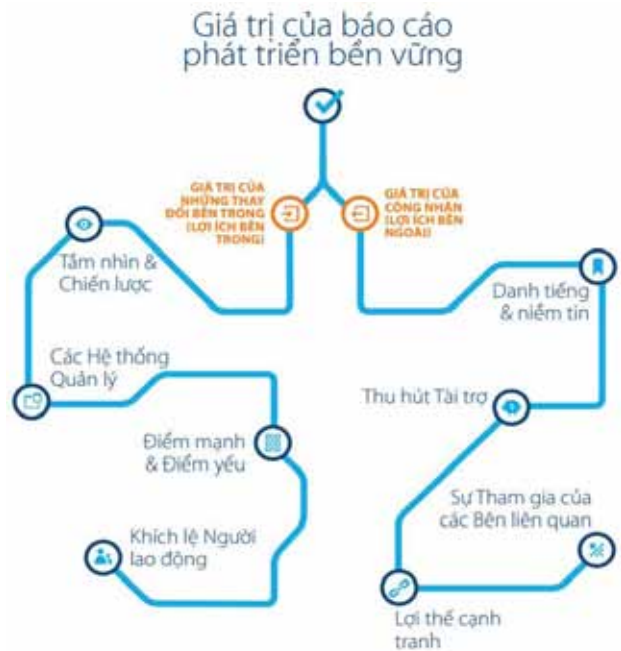 Giá trị của báo cáo
phát triển bền vững
GIÁ TRỊ CỦA
NHỮNG THAY
ĐỔI BÊN TRONG
(LỢI ÍCH BÊN
TRONG)
GIÁ TRỊ CỦA
CÔNG NHẬN
(LỢI ÍCH BÊN
NGOÀI)
Tầm nhìn &
Chiến lược
Danh tiếng
& niềm tin
Các Hệ thống
Quản lý
Thu hút Tài trợ
Điểm mạnh
& Điểm yếu
Sự Tham gia của
các Bên liên quan
Khích lệ Người
lao động
Lợi thế cạnh
tranh